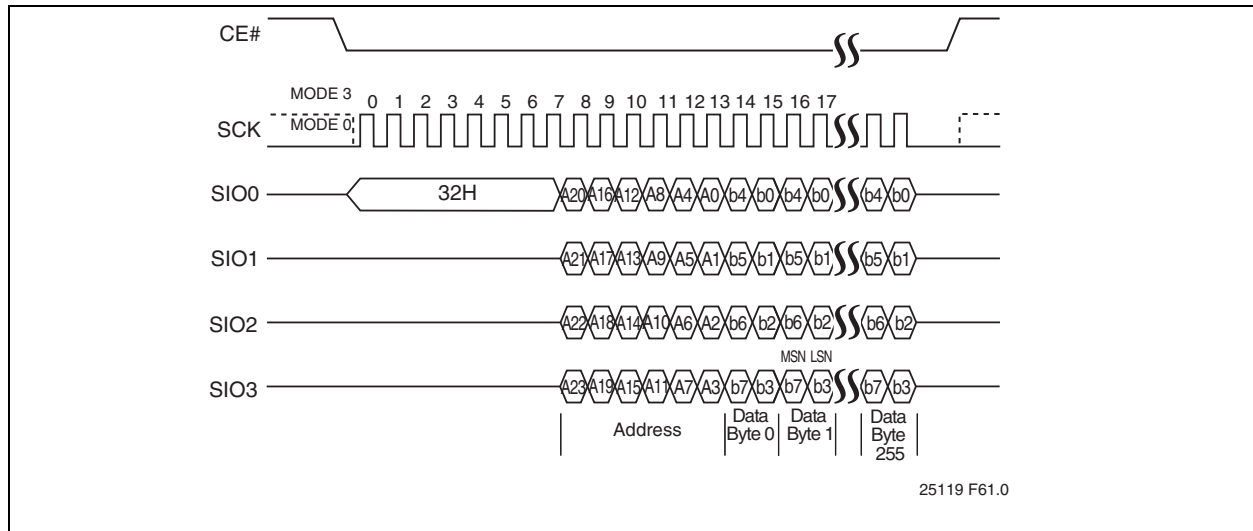 CE#
MODE 3
0 1 2 3 4 5 6 7 8 9 10 11 12 13 14 15 16 17
SCK
MODE 0
SIO0
32H
A20 A16 A12 A8 A4 A0 b4 b0 b4 b0 b4 b0
SIO1
A21 A17 A13 A9 A5 A1 b5 b1 b5 b1 b5 b1
SIO2
A22 A18 A14 A10 A6 A2 b6 b2 b6 b2 b6 b2
MSN LSN
SIO3
A23 A19 A15 A11 A7 A3 b7 b3 b7 b3 b7 b3
Address
Data
Byte 0
Data
Byte 1
Data
Byte
255
25119 F61.0